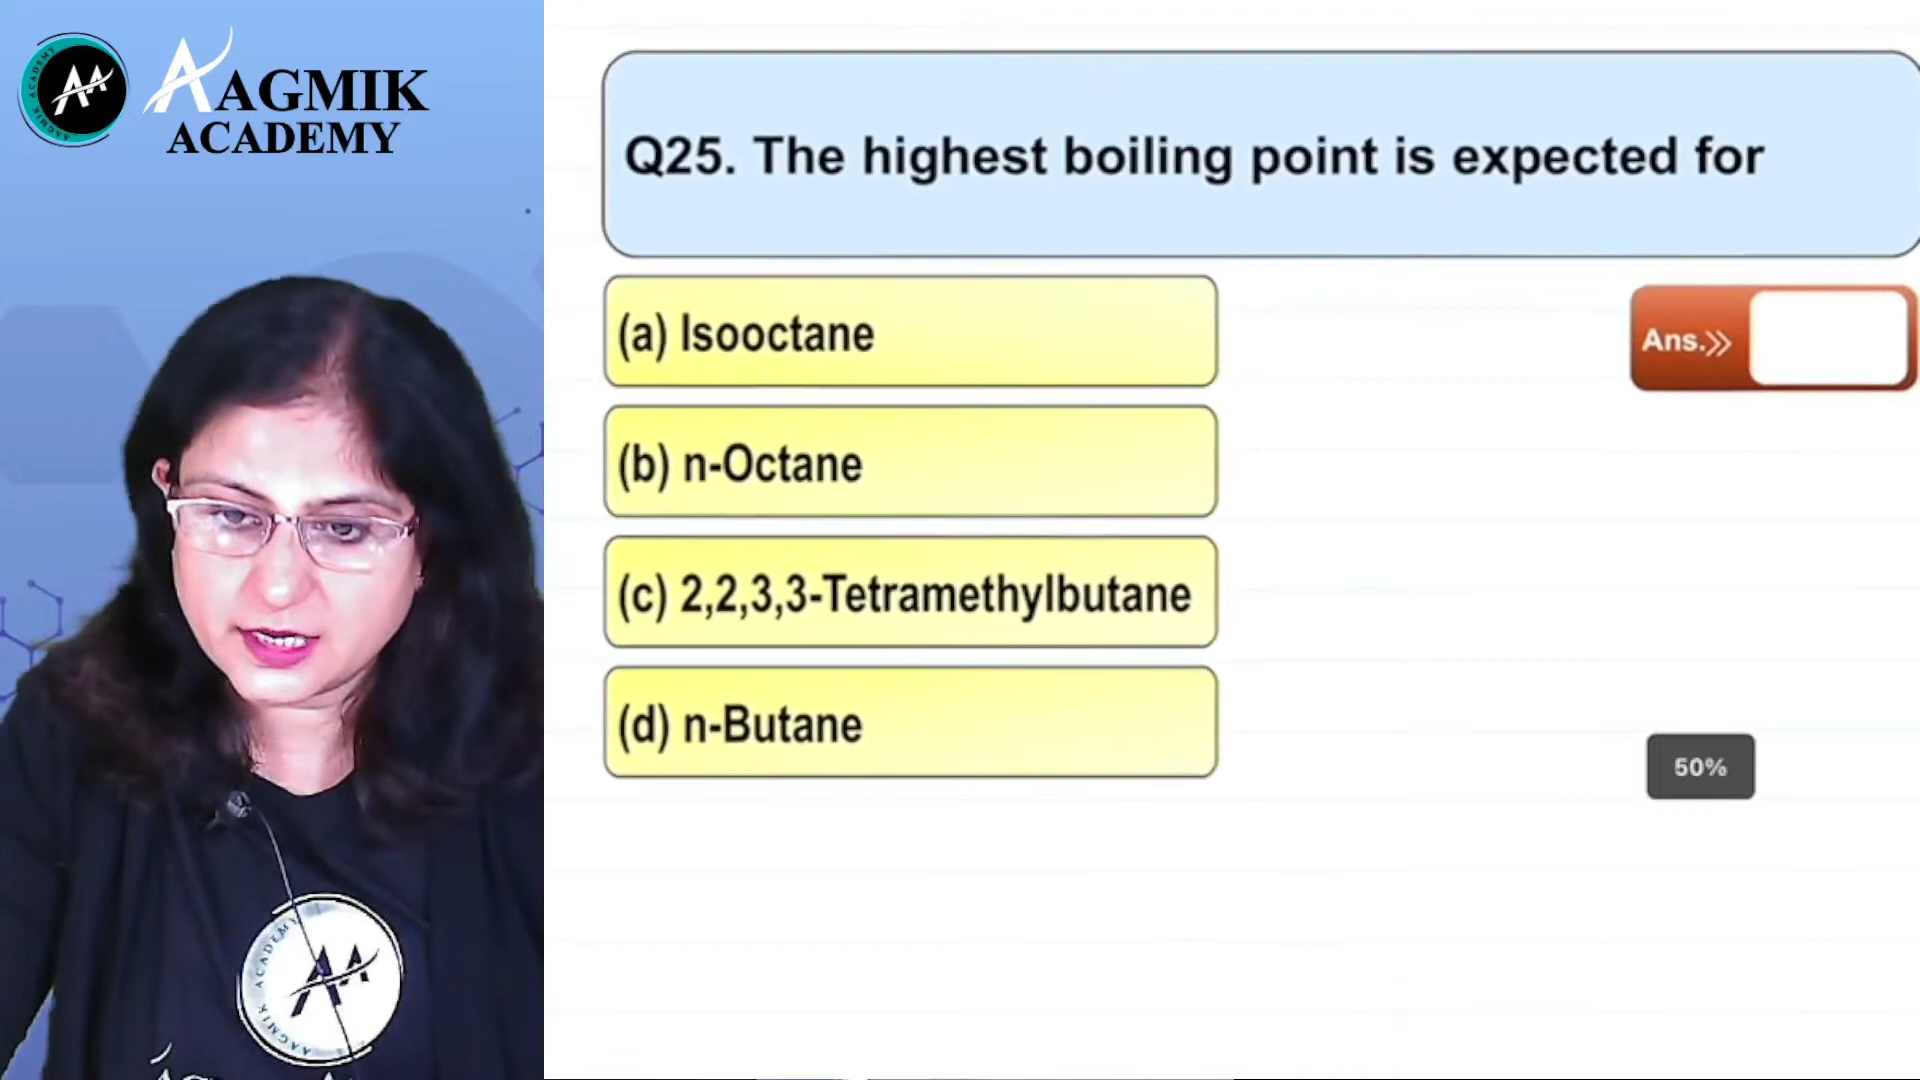 AAGMIK
ACADEMY
Q25. The highest boiling point is expected for
(a) Isooctane
Ans.
(b) n-Octane
(c) 2,2,3,3-Tetramethylbutane
(d) n-Butane
50%